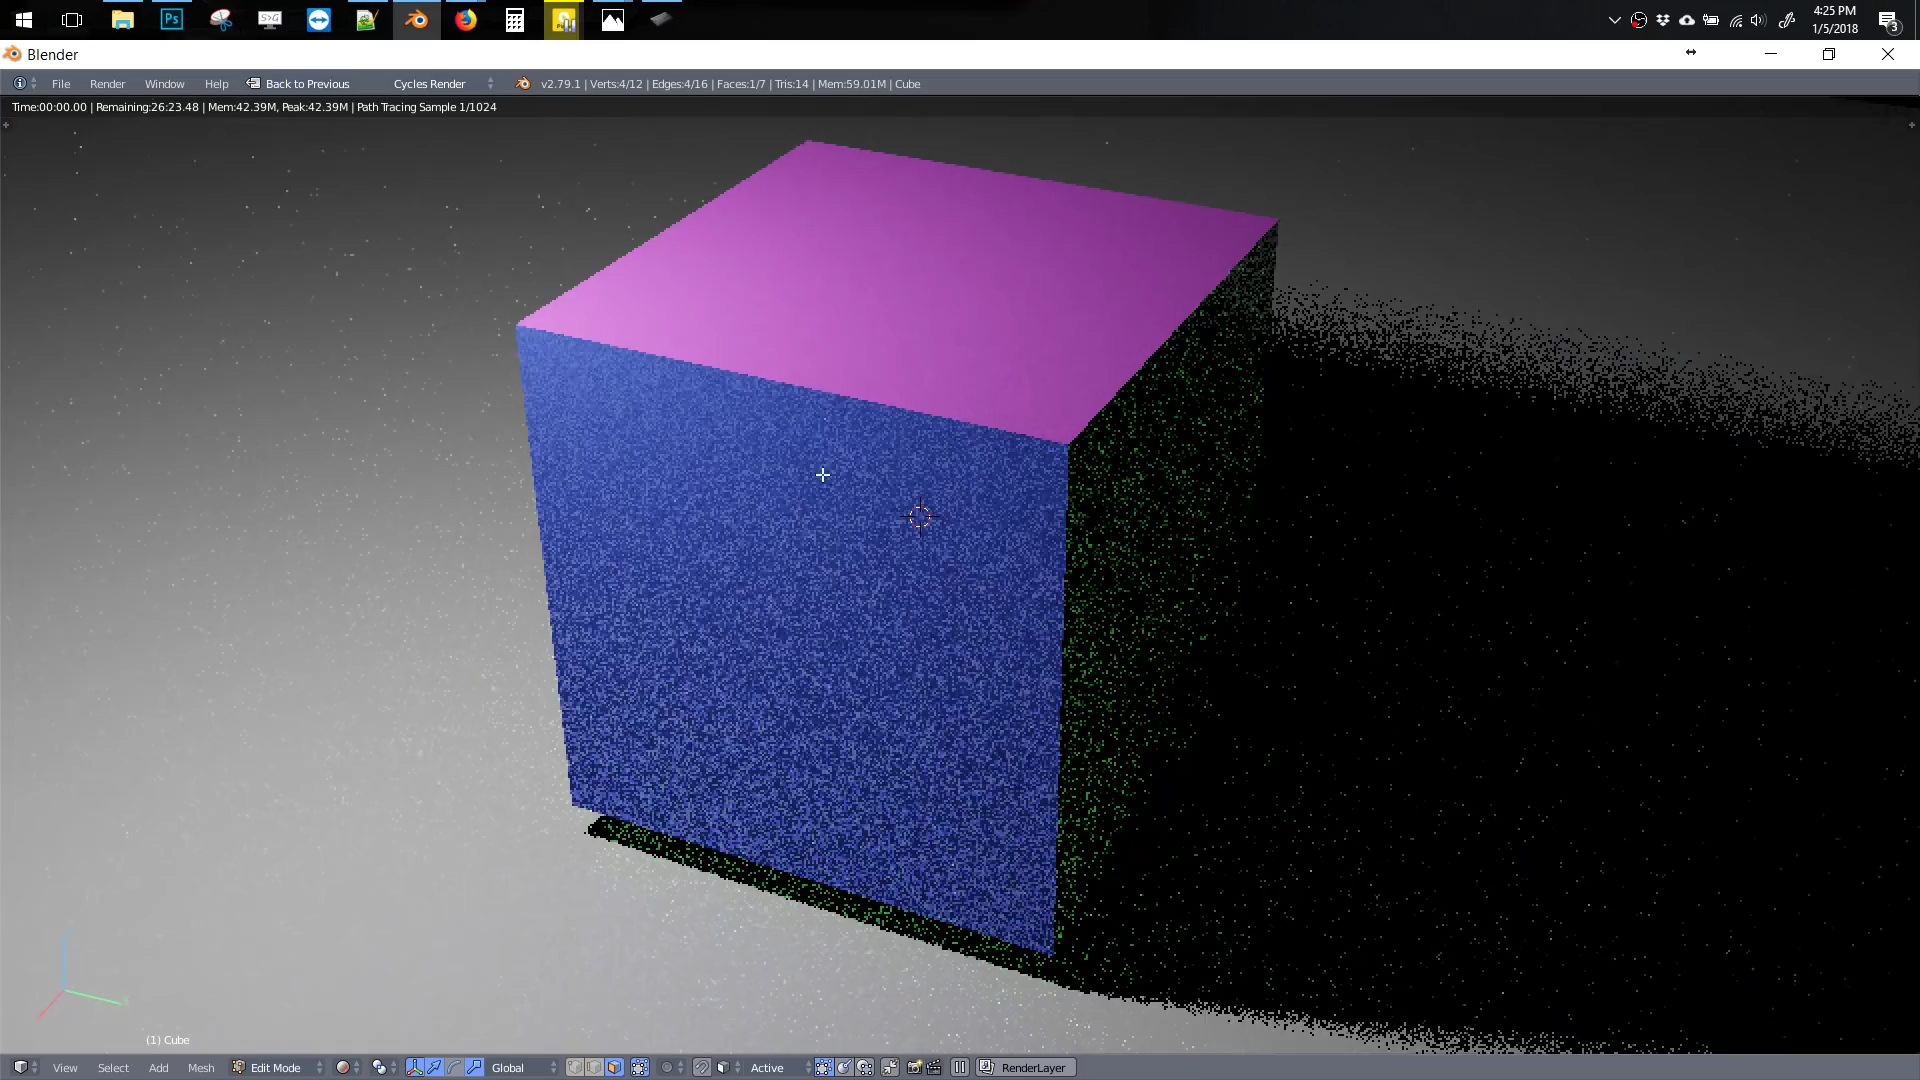 Ps
S>G
4:25 PM
1/5/2018
3
Blender
File Render Window Help Back to Previous Cycles Render v2.79.1 | Verts:4/12 | Edges:4/16 | Faces:1/7 | Tris:14 | Mem:59.01M | Cube
Time:00:00.00 | Remaining:26:23.48 | Mem:42.39M, Peak:42.39M | Path Tracing Sample 1/1024
(1) Cube
View Select Add Mesh Edit Mode Global Active RenderLayer